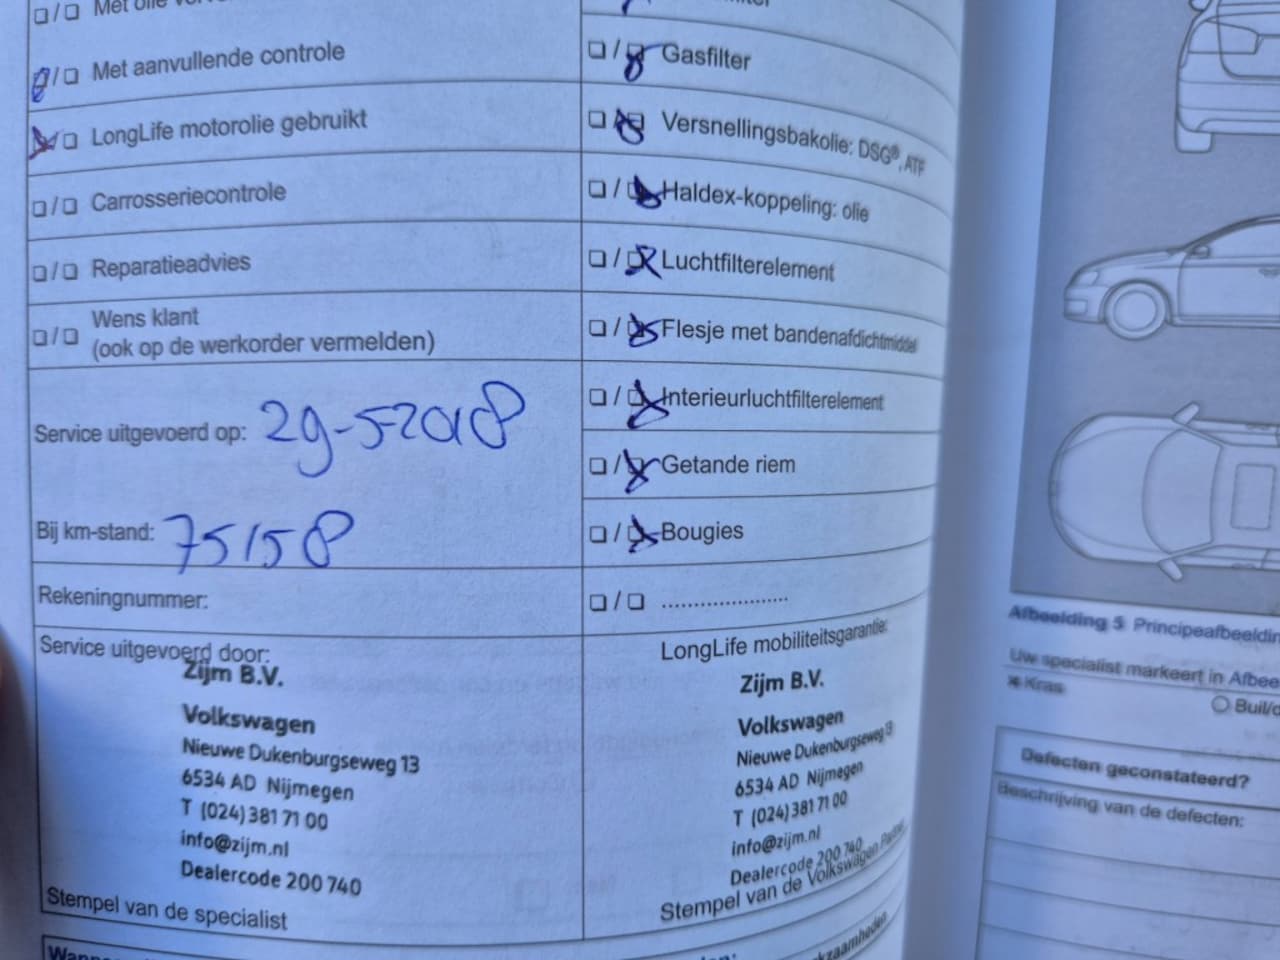 ❏/❏ Met olie
❏/❏ Met aanvullende controle
❏/❏ LongLife motorolie gebruikt
❏/❏ Carrosseriecontrole
❏/❏ Reparatieadvies
❏/❏ Wens klant
(ook op de werkorder vermelden)
Service uitgevoerd op: 29-5-2018
Bij km-stand: 75158
Rekeningnummer:
Service uitgevoerd door:
Zijm B.V.
Volkswagen
Nieuwe Dukenburgseweg 13
6534 AD Nijmegen
T (024) 381 71 00
info@zijm.nl
Dealercode 200 740
Stempel van de specialist
❏/❏ Gasfilter
❏/❏ Versnellingsbakolie: DSG®, ATF
❏/❏ Haldex-koppeling: olie
❏/❏ Luchtfilterelement
❏/❏ Flesje met bandenafdichtmiddel
❏/❏ Interieurluchtfilterelement
❏/❏ Getande riem
❏/❏ Bougies
❏/❏ ....................
LongLife mobiliteitsgarantie:
Zijm B.V.
Volkswagen
Nieuwe Dukenburgseweg 13
6534 AD Nijmegen
T (024) 381 71 00
info@zijm.nl
Dealercode 200 740
Stempel van de Volkswagen Partner
Afbeelding 5 Principeafbeeldin
Uw specialist markeert in Afbee
✖ Kras
O Buil/d
Defecten geconstateerd?
Beschrijving van de defecten: